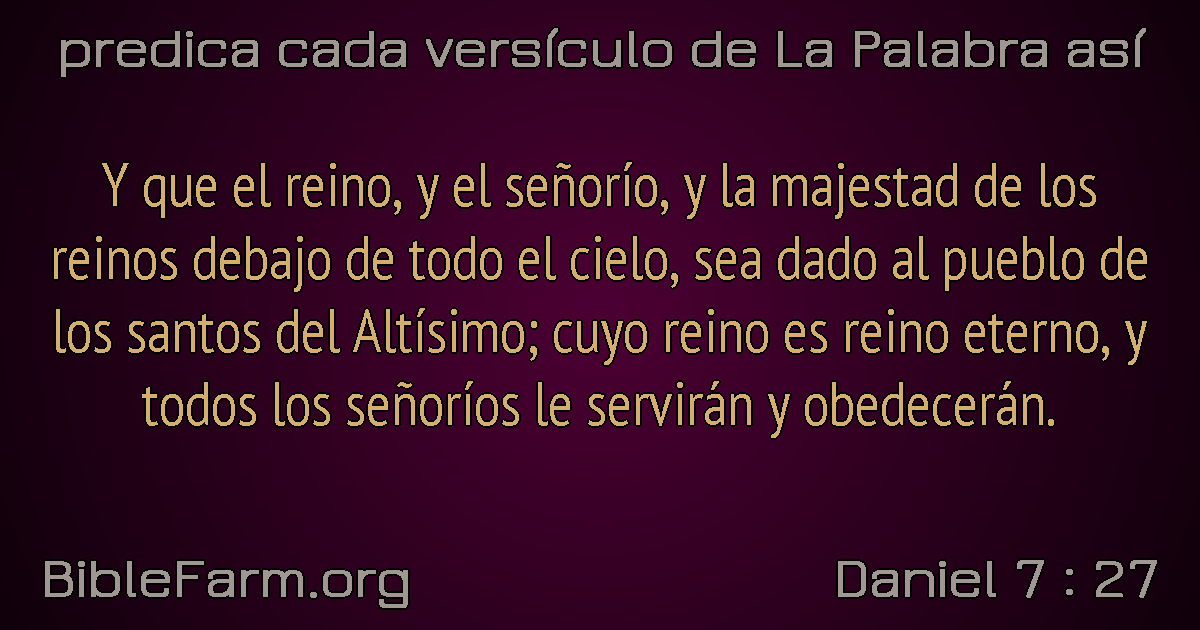 predica cada versículo de La Palabra así
Y que el reino, y el señorío, y la majestad de los
reinos debajo de todo el cielo, sea dado al pueblo de
los santos del Altísimo; cuyo reino es reino eterno, y
todos los señoríos le servirán y obedecerán.
BibleFarm.org
Daniel 7 : 27